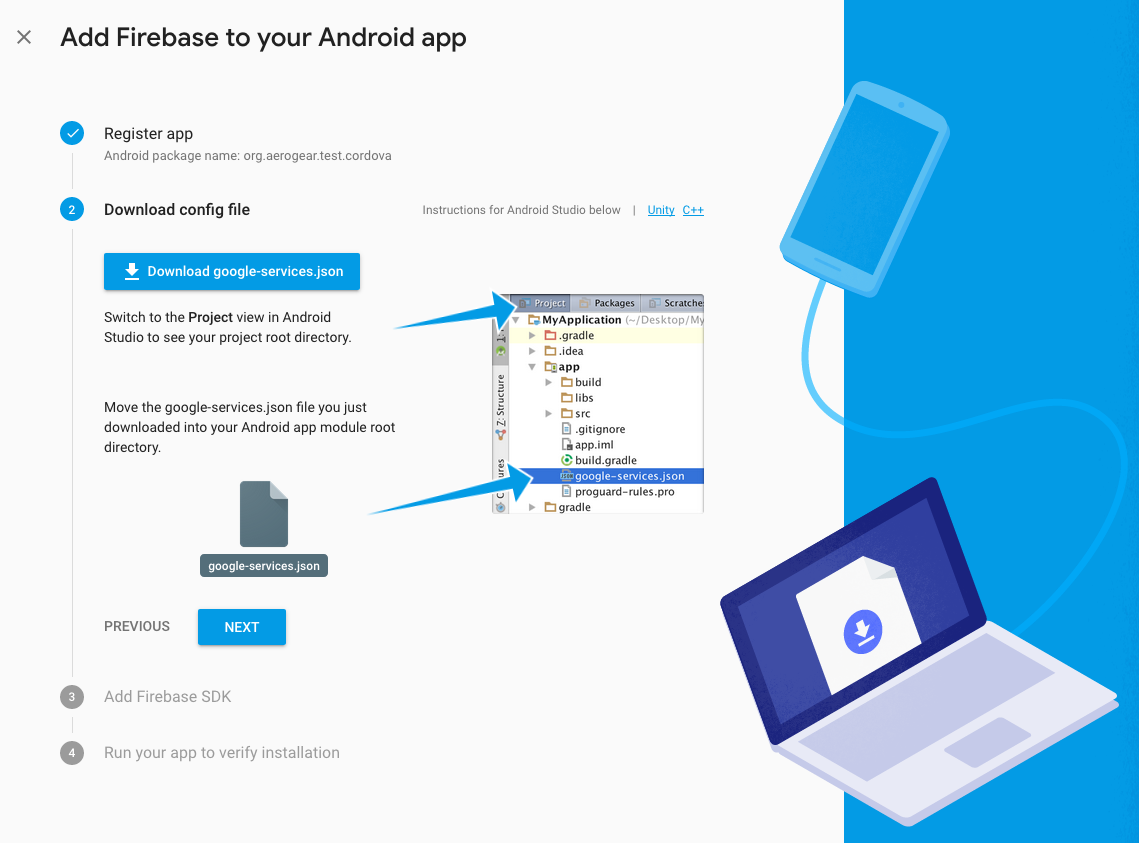 Add Firebase to your Android app
Register app
Android package name: org.aerogear.test.cordova
2
Download config file
Instructions for Android Studio below | Unity C++
Download google-services.json
Switch to the Project view in Android
Studio to see your project root directory.
Move the google-services.json file you just
downloaded into your Android app module root
directory.
google-services.json
Project Packages Scratches
MyApplication (~/Desktop/My
.gradle
.idea
app
build
libs
src
.gitignore
app.iml
build.gradle
google-services.json
proguard-rules.pro
gradle
Z: Structure
PREVIOUS NEXT
3
Add Firebase SDK
4
Run your app to verify installation